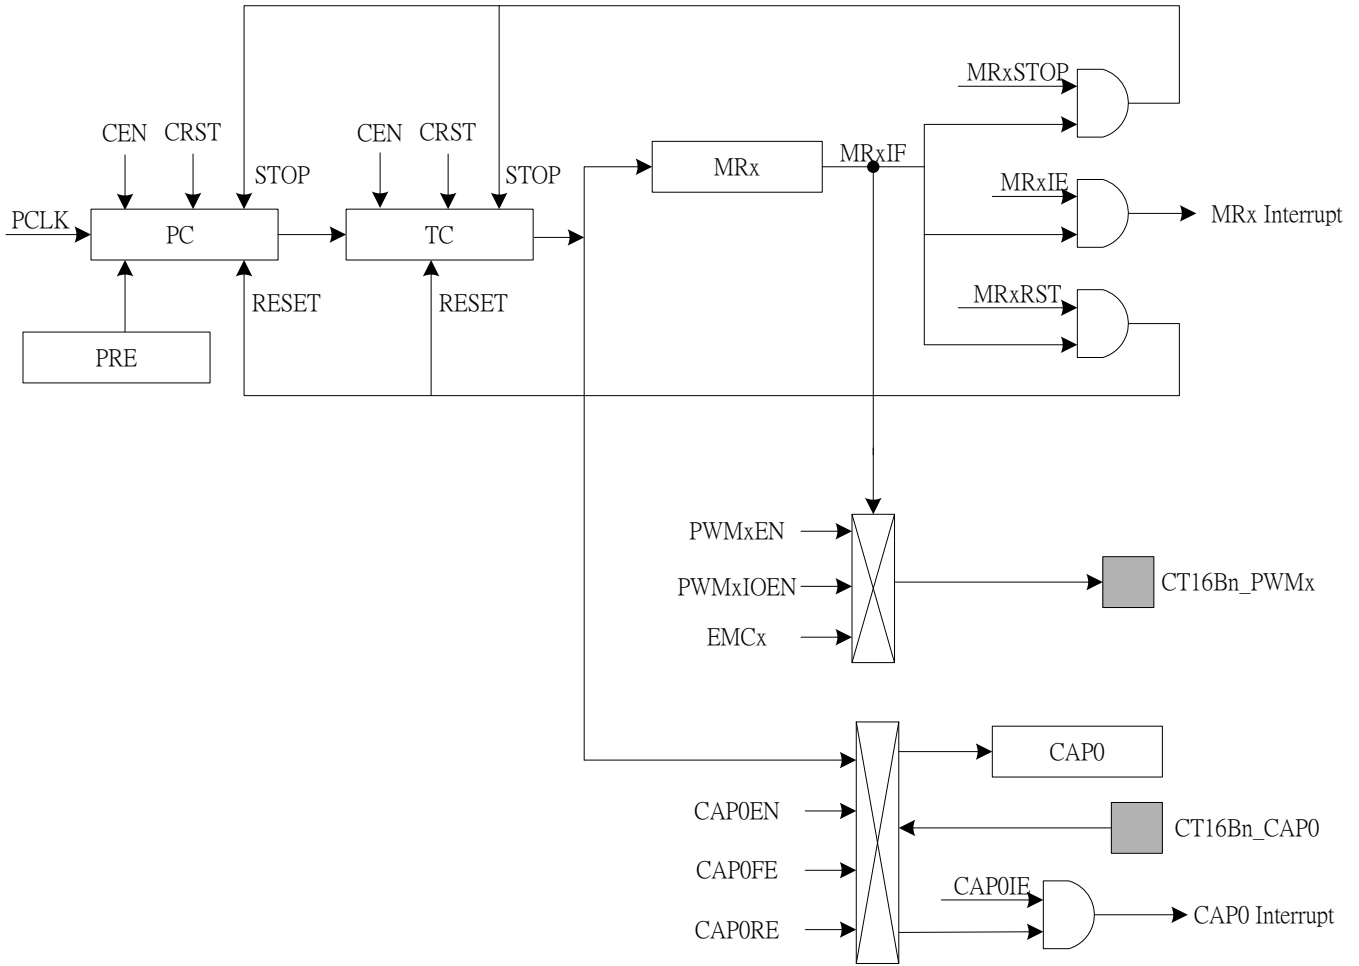 MRxSTOP
CEN
CRST
CEN
CRST
MRx
MRxIF
STOP
STOP
MRxIE
PCLK
PC
TC
MRx Interrupt
RESET
RESET
MRxRST
PRE
PWMxEN
PWMxIOEN
CT16Bn_PWMx
EMCx
CAP0
CAP0EN
CT16Bn_CAP0
CAP0FE
CAP0IE
CAP0 Interrupt
CAP0RE